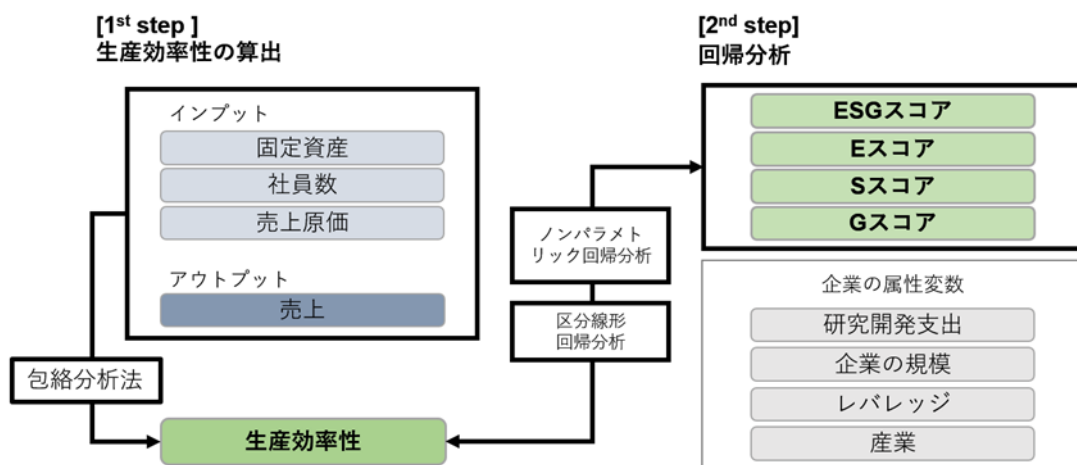 [1st step ]
生産効率性の算出
インプット
固定資産
社員数
売上原価
アウトプット
売上
包絡分析法
生産効率性
ノンパラメト
リック回帰分析
区分線形
回帰分析
[2nd step]
回帰分析
ESGスコア
Eスコア
Sスコア
Gスコア
企業の属性変数
研究開発支出
企業の規模
レバレッジ
産業